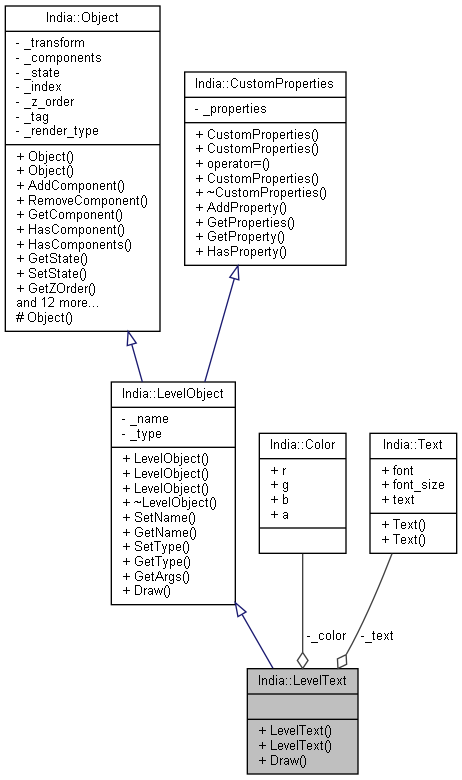 India::Object
- _transform
- _components
- _state
- _index
- _z_order
- _tag
- _render_type
+ Object()
+ Object()
+ AddComponent()
+ RemoveComponent()
+ GetComponent()
+ HasComponent()
+ HasComponents()
+ GetState()
+ SetState()
+ GetZOrder()
and 12 more...
# Object()
India::CustomProperties
- _properties
+ CustomProperties()
+ CustomProperties()
+ operator=()
+ CustomProperties()
+ ~CustomProperties()
+ AddProperty()
+ GetProperties()
+ GetProperty()
+ HasProperty()
India::LevelObject
- _name
- _type
+ LevelObject()
+ LevelObject()
+ LevelObject()
+ ~LevelObject()
+ SetName()
+ GetName()
+ SetType()
+ GetType()
+ GetArgs()
+ Draw()
India::Color
+ r
+ g
+ b
+ a
India::Text
+ font
+ font_size
+ text
+ Text()
+ Text()
-_color
-_text
India::LevelText
+ LevelText()
+ LevelText()
+ Draw()